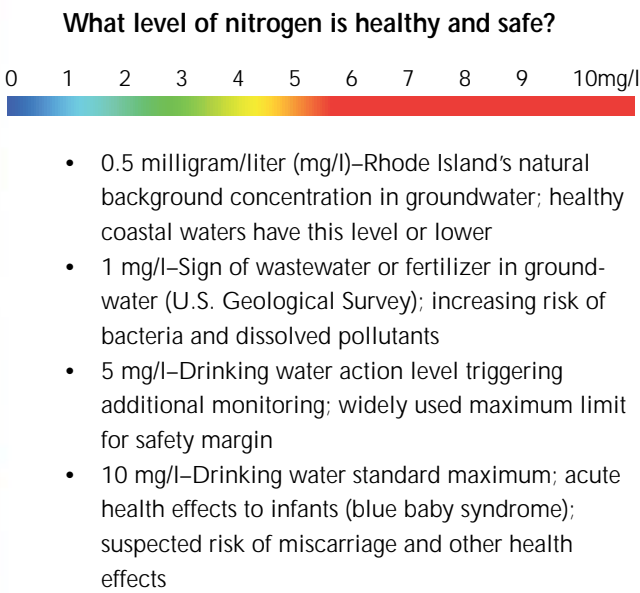 What level of nitrogen is healthy and safe?
0 1 2 3 4 5 6 7 8 9 10mg/l
• 0.5 milligram/liter (mg/l)–Rhode Island’s natural
background concentration in groundwater; healthy
coastal waters have this level or lower
• 1 mg/l–Sign of wastewater or fertilizer in ground-
water (U.S. Geological Survey); increasing risk of
bacteria and dissolved pollutants
• 5 mg/l–Drinking water action level triggering
additional monitoring; widely used maximum limit
for safety margin
• 10 mg/l–Drinking water standard maximum; acute
health effects to infants (blue baby syndrome);
suspected risk of miscarriage and other health
effects